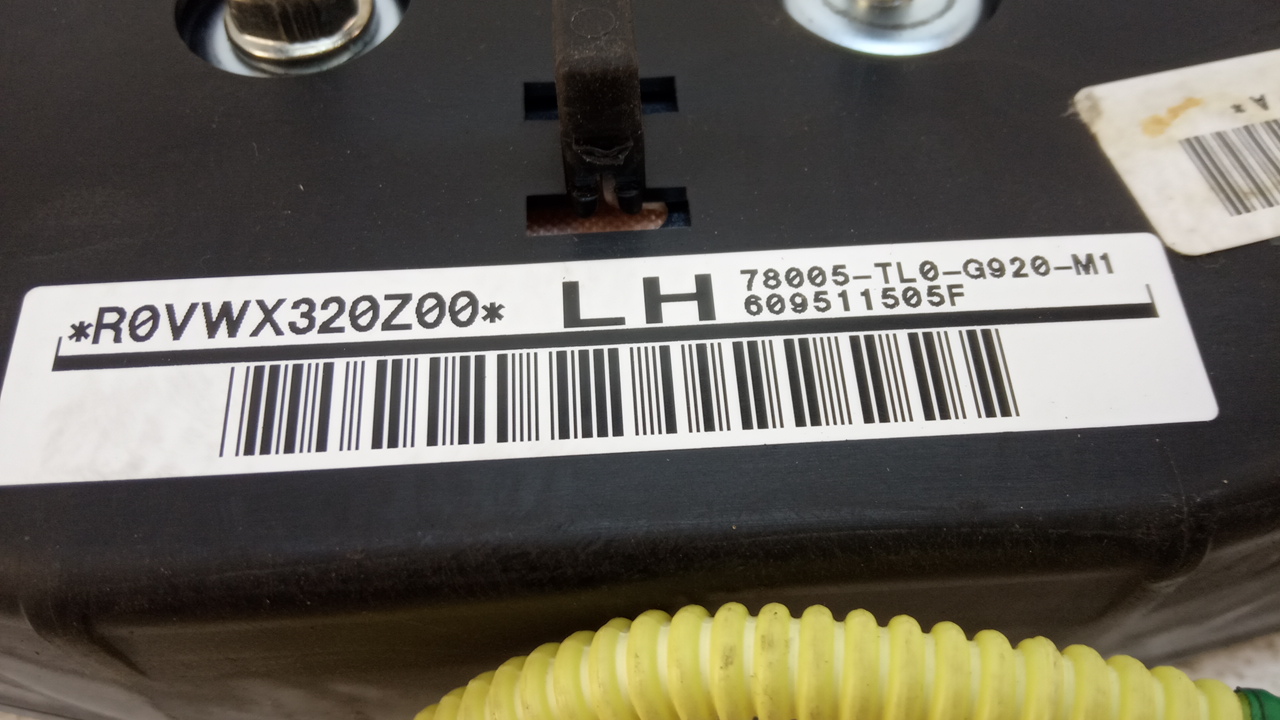 *R0VWX320Z00*
LH
78005-TL0-G920-M1
609511505F
A*